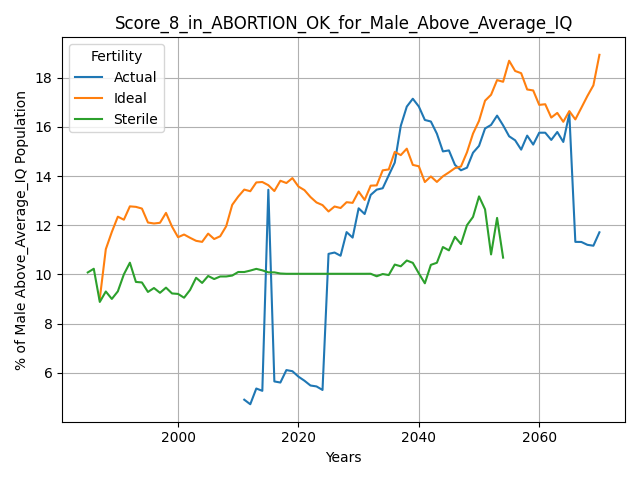 Score_8_in_ABORTION_OK_for_Male_Above_Average_IQ
Fertility
Actual
Ideal
Sterile
% of Male Above_Average_IQ Population
18
16
14
12
10
8
6
2000
2020
2040
2060
Years